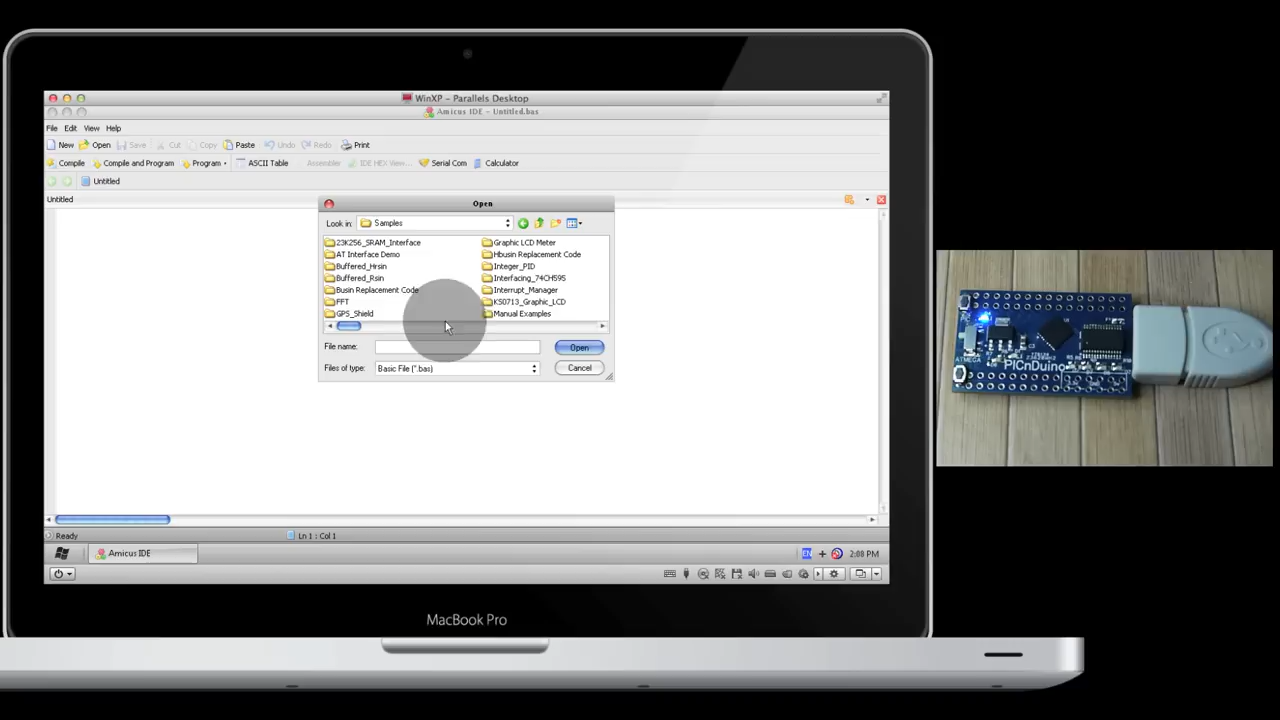 WinXP - Parallels Desktop
Amicus IDE - Untitled.bas
File Edit View Help
New Open Save Cut Copy Paste Undo Redo Print
Compile Compile and Program Program ASCII Table Assembler IDE HEX View... Serial Com Calculator
Untitled
Untitled
Open
Look in: Samples
23K256_SRAM_Interface
AT Interface Demo
Buffered_Hrsin
Buffered_Rsin
Busin Replacement Code
FFT
GPS_Shield
Graphic LCD Meter
Hbusin Replacement Code
Integer_PID
Interfacing_74CH595
Interrupt_Manager
KS0713_Graphic_LCD
Manual Examples
File name: Open
Files of type: Basic File (*.bas) Cancel
Ready Ln 1 : Col 1
Amicus IDE EN 2:08 PM
MacBook Pro
ATMEGA
PICnDuino